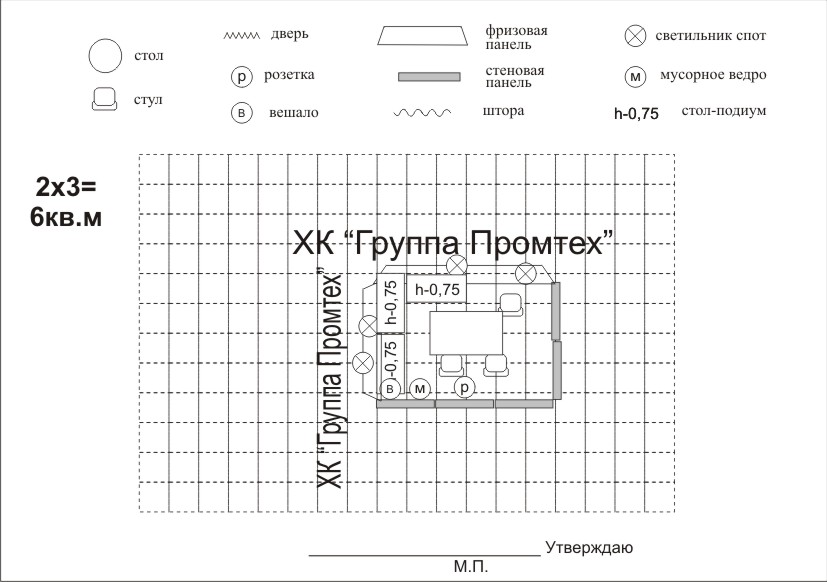 дверь
фризовая
панель
светильник спот
стол
р
розетка
стеновая
панель
м
мусорное ведро
стул
в
вешало
штора
h-0,75
стол-подиум
2х3=
6кв.м
ХК “Группа Промтех”
ХК “Группа Промтех”
h-0,75
h-0,75
-0,75
в
м
р
Утверждаю
М.П.